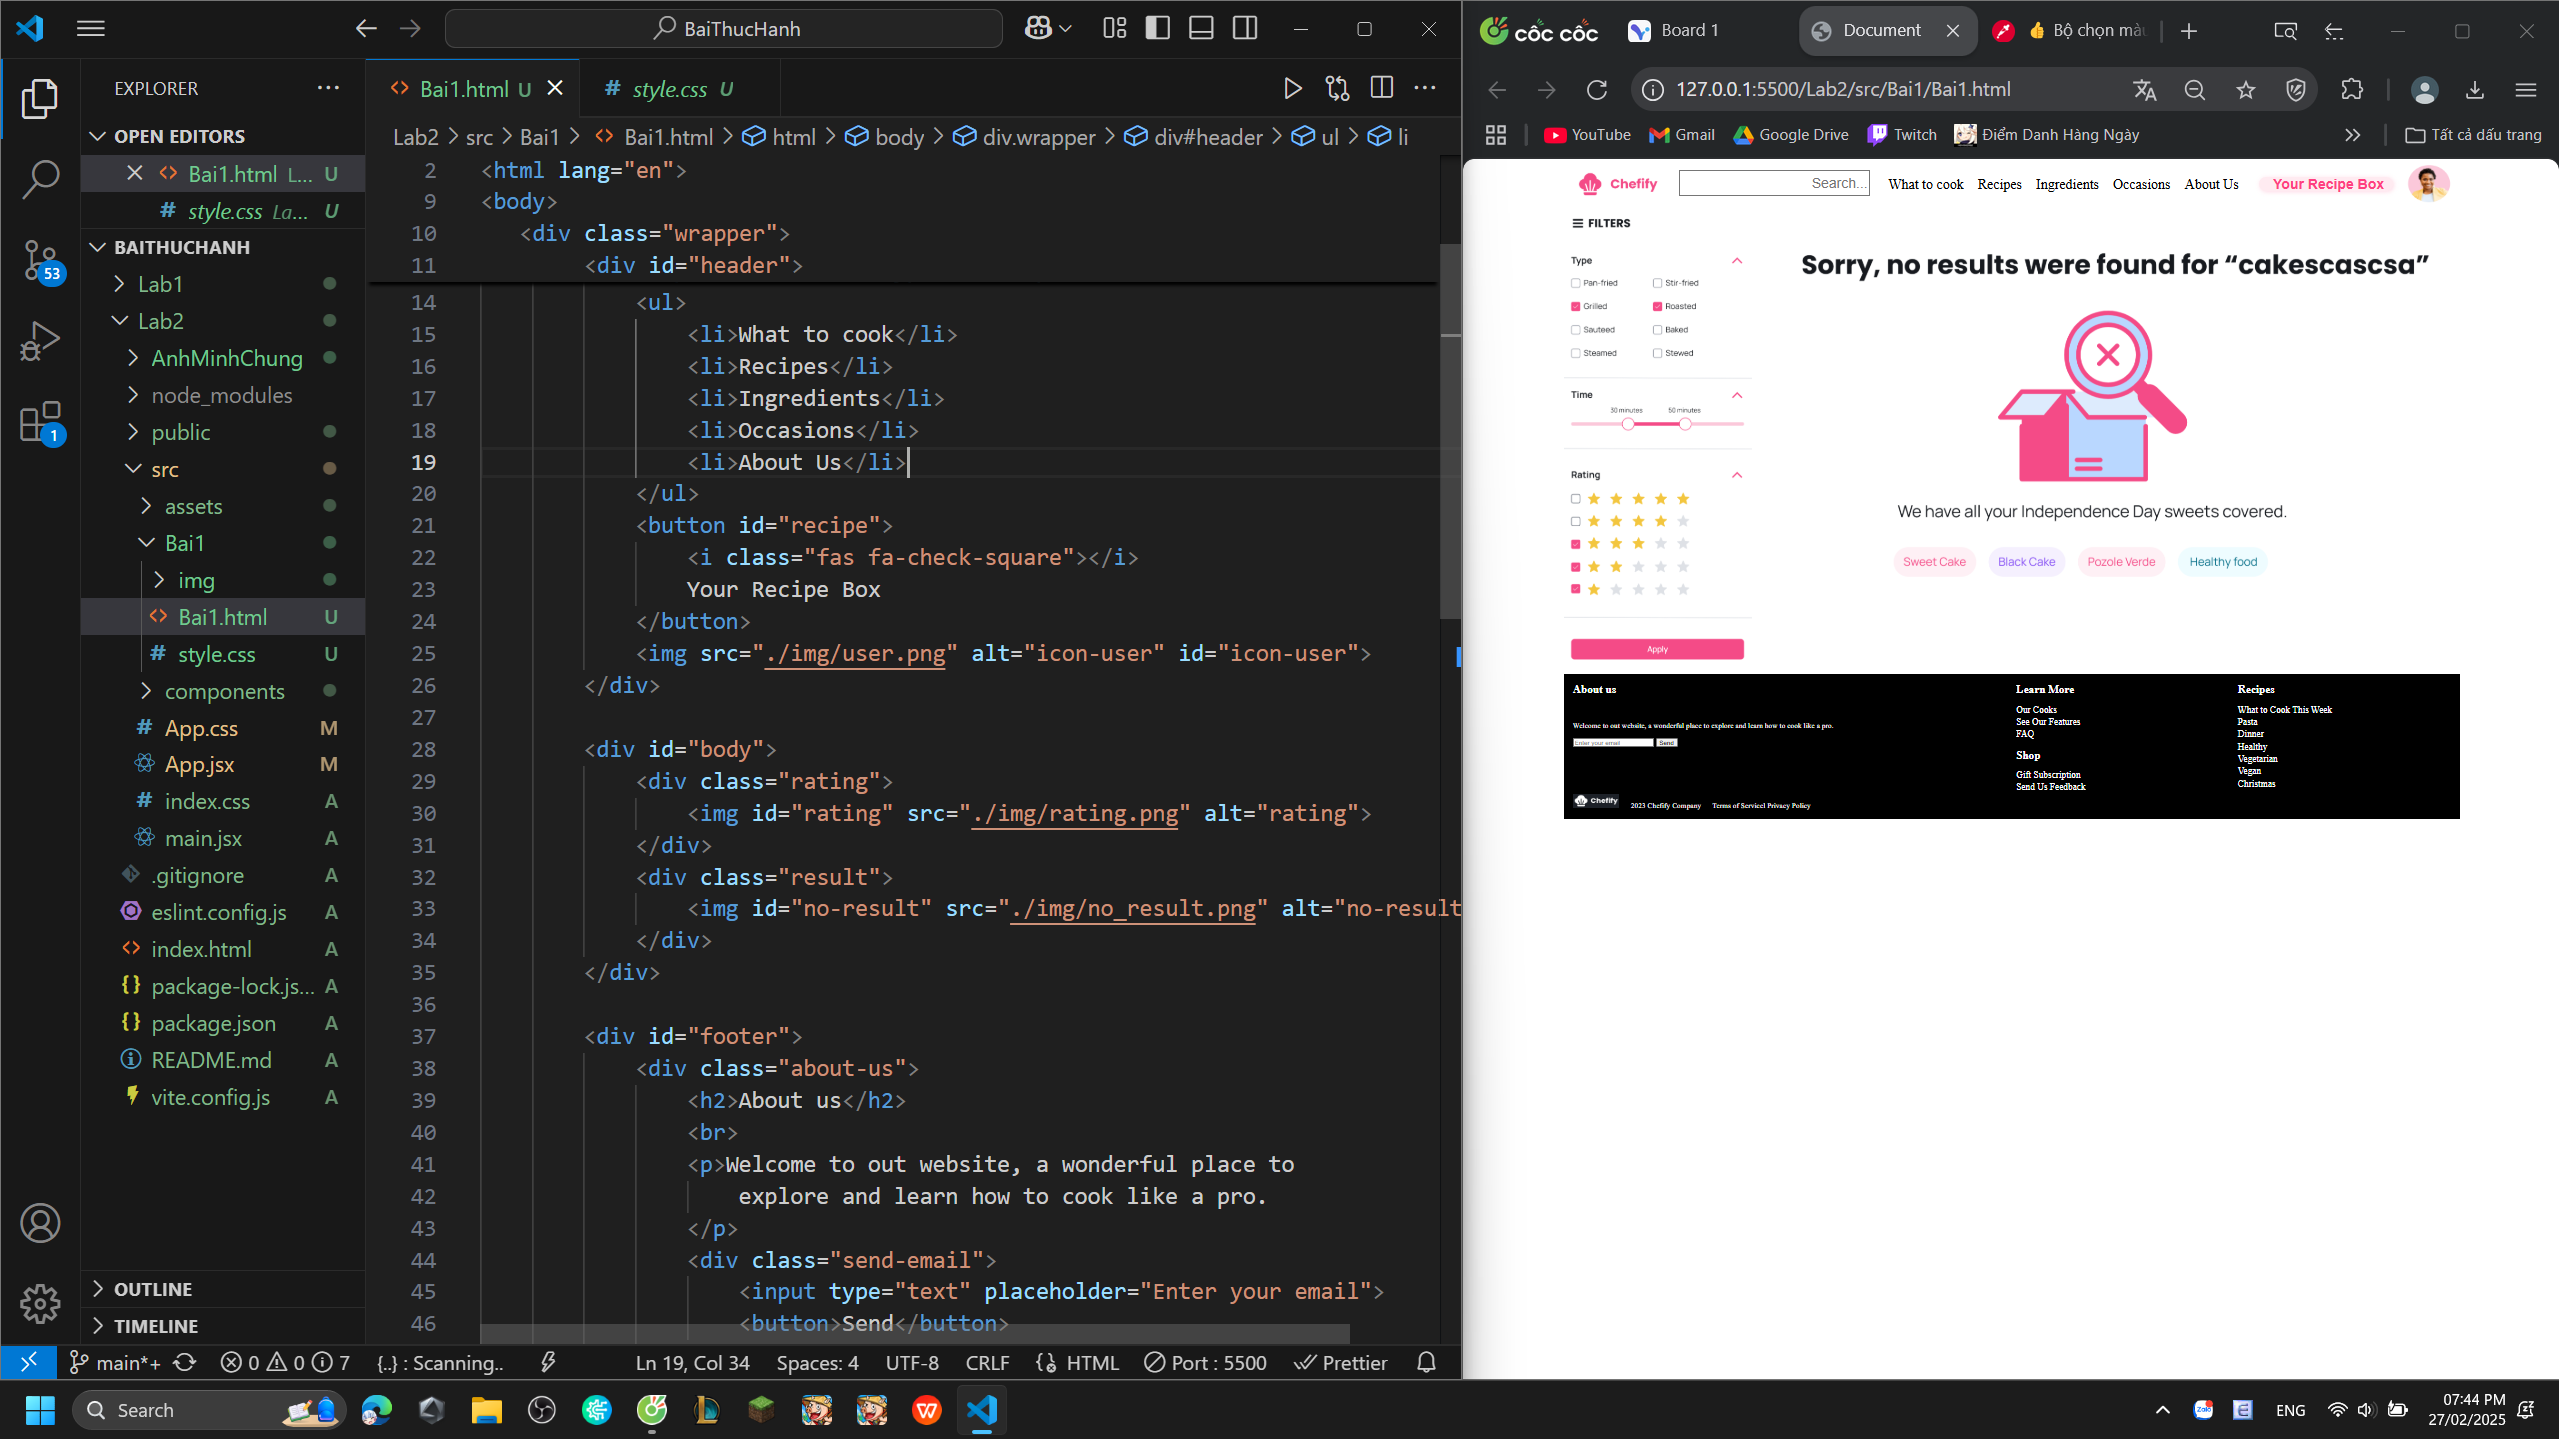 BaiThucHanh
EXPLORER
OPEN EDITORS
Bai1.html L... U
style.css La... U
BAITHUCHANH
Lab1
Lab2
AnhMinhChung
node_modules
public
src
assets
Bai1
img
Bai1.html U
style.css U
components
App.css M
App.jsx M
index.css A
main.jsx A
.gitignore A
eslint.config.js A
index.html A
package-lock.js... A
package.json A
README.md A
vite.config.js A
OUTLINE
TIMELINE
53
1
Bai1.html U
style.css U
Lab2 > src > Bai1 > Bai1.html > html > body > div.wrapper > div#header > ul > li
2 <html lang="en">
9 <body>
10 <div class="wrapper">
11 <div id="header">
14 <ul>
15 <li>What to cook</li>
16 <li>Recipes</li>
17 <li>Ingredients</li>
18 <li>Occasions</li>
19 <li>About Us</li>
20 </ul>
21 <button id="recipe">
22 <i class="fas fa-check-square"></i>
23 Your Recipe Box
24 </button>
25 <img src="./img/user.png" alt="icon-user" id="icon-user">
26 </div>
27
28 <div id="body">
29 <div class="rating">
30 <img id="rating" src="./img/rating.png" alt="rating">
31 </div>
32 <div class="result">
33 <img id="no-result" src="./img/no_result.png" alt="no-result
34 </div>
35 </div>
36
37 <div id="footer">
38 <div class="about-us">
39 <h2>About us</h2>
40 <br>
41 <p>Welcome to out website, a wonderful place to
42 explore and learn how to cook like a pro.
43 </p>
44 <div class="send-email">
45 <input type="text" placeholder="Enter your email">
46 <button>Send</button>
main*+ 0 0 7 {..} : Scanning.. Ln 19, Col 34 Spaces: 4 UTF-8 CRLF HTML Port : 5500 Prettier
CỐC CỐC
Board 1
Document
Bộ chọn màu
127.0.0.1:5500/Lab2/src/Bai1/Bai1.html
YouTube Gmail Google Drive Twitch Điểm Danh Hàng Ngày Tất cả dấu trang
Chefify
Search...
What to cook Recipes Ingredients Occasions About Us
Your Recipe Box
FILTERS
Type
Pan-fried Stir-fried
Grilled Roasted
Sauteed Baked
Steamed Stewed
Time
30 minutes 50 minutes
Rating
Apply
Sorry, no results were found for “cakescascsa”
We have all your Independence Day sweets covered.
Sweet Cake Black Cake Pozole Verde Healthy food
About us
Welcome to out website, a wonderful place to explore and learn how to cook like a pro.
Enter your email Send
Chefify 2023 Chefify Company Terms of Servicel Privacy Policy
Learn More
Our Cooks
See Our Features
FAQ
Shop
Gift Subscription
Send Us Feedback
Recipes
What to Cook This Week
Pasta
Dinner
Healthy
Vegetarian
Vegan
Christmas
Search
Zalo
ENG
07:44 PM
27/02/2025